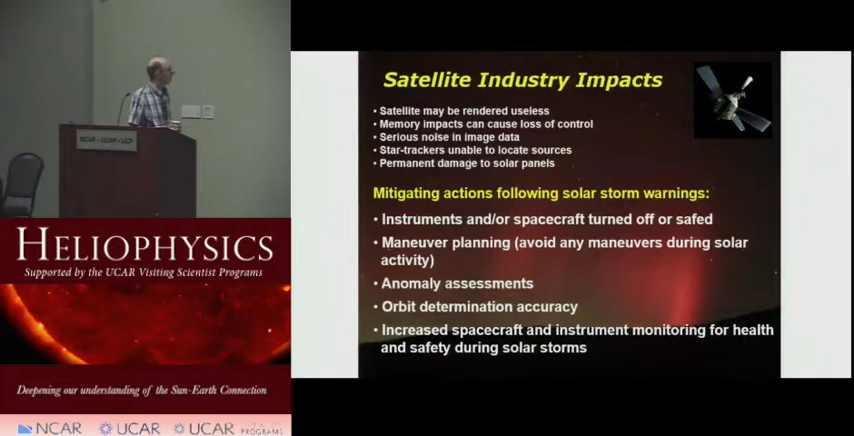 NCAR · UCAR · UCP
HELIOPHYSICS
Supported by the UCAR Visiting Scientist Programs
Deepening our understanding of the Sun-Earth Connection
NCAR UCAR UCAR
PROGRAMS
Satellite Industry Impacts
• Satellite may be rendered useless
• Memory impacts can cause loss of control
• Serious noise in image data
• Star-trackers unable to locate sources
• Permanent damage to solar panels
Mitigating actions following solar storm warnings:
• Instruments and/or spacecraft turned off or safed
• Maneuver planning (avoid any maneuvers during solar
activity)
• Anomaly assessments
• Orbit determination accuracy
• Increased spacecraft and instrument monitoring for health
and safety during solar storms